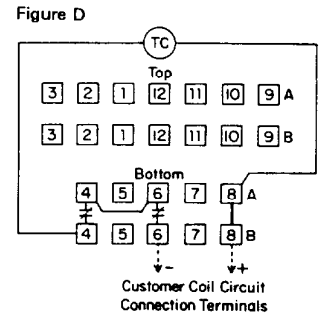 Figure D
TC
Top
3 2 1 12 11 10 9 A
3 2 1 12 11 10 9 B
Bottom
4 5 6 7 8 A
4 5 6 7 8 B
- +
Customer Coil Circuit
Connection Terminals